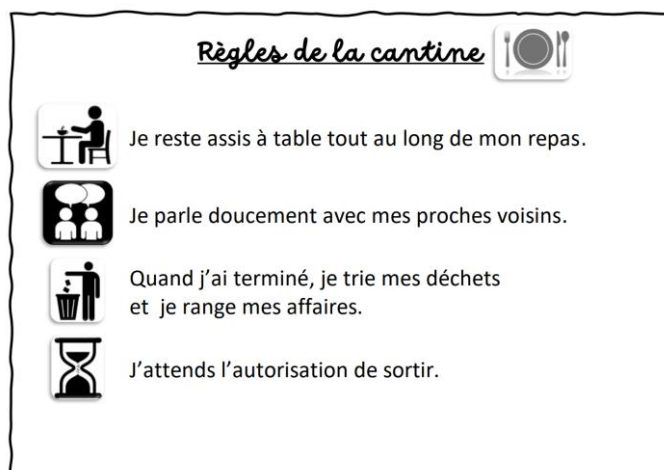 Règles de la cantine
Je reste assis à table tout au long de mon repas.
Je parle doucement avec mes proches voisins.
Quand j’ai terminé, je trie mes déchets
et je range mes affaires.
J’attends l’autorisation de sortir.